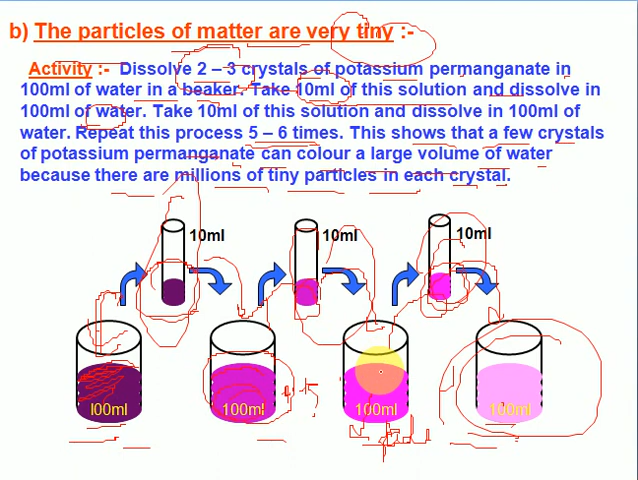 b) The particles of matter are very tiny :-
Activity :- Dissolve 2 – 3 crystals of potassium permanganate in
100ml of water in a beaker. Take 10ml of this solution and dissolve in
100ml of water. Take 10ml of this solution and dissolve in 100ml of
water. Repeat this process 5 – 6 times. This shows that a few crystals
of potassium permanganate can colour a large volume of water
because there are millions of tiny particles in each crystal.
10ml 10ml 10ml
I00ml 100ml 100ml 100ml